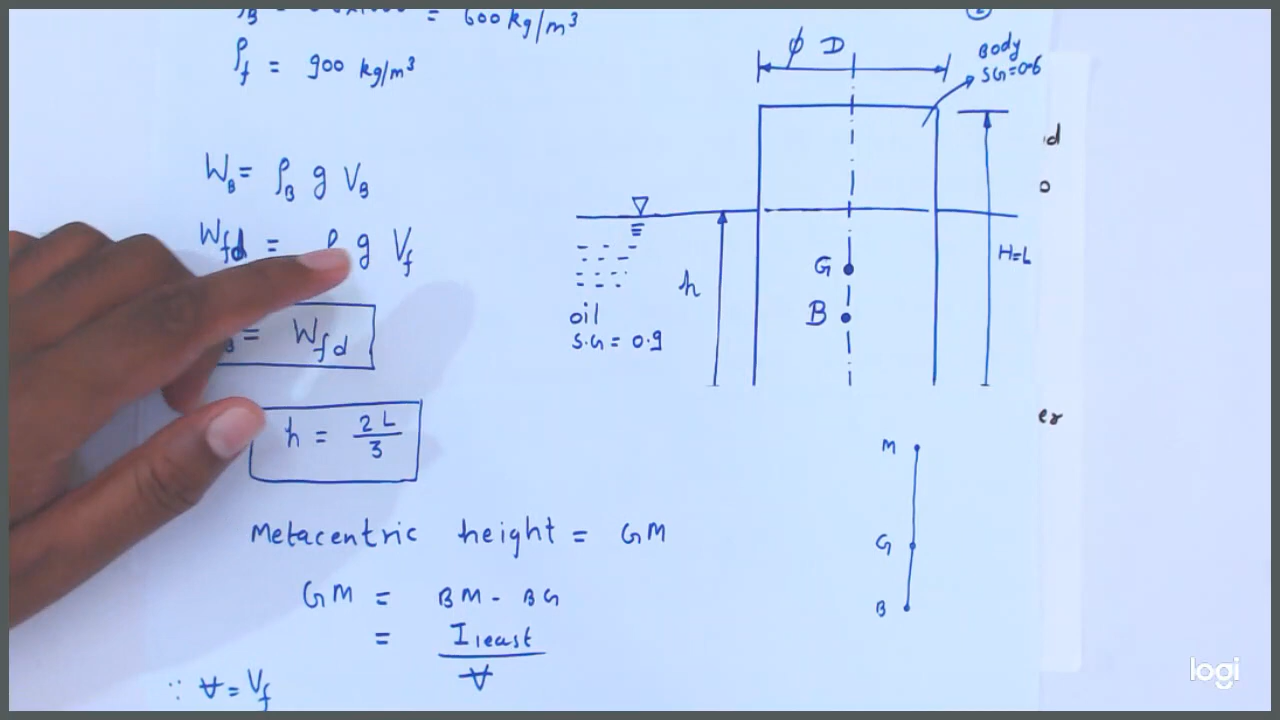 = 600 kg/m³
ρf = 900 kg/m³
WB = ρB g VB
Wfd = ρ g Vf
= Wfd
h = 2L/3
Metacentric height = GM
GM = BM - BG
= Ileast/V
∵ V = Vf
2
ϕ D
Body
SG=0.6
H=L
h
G
B
oil
S.G = 0.9
M
G
B
d
o
er
logi